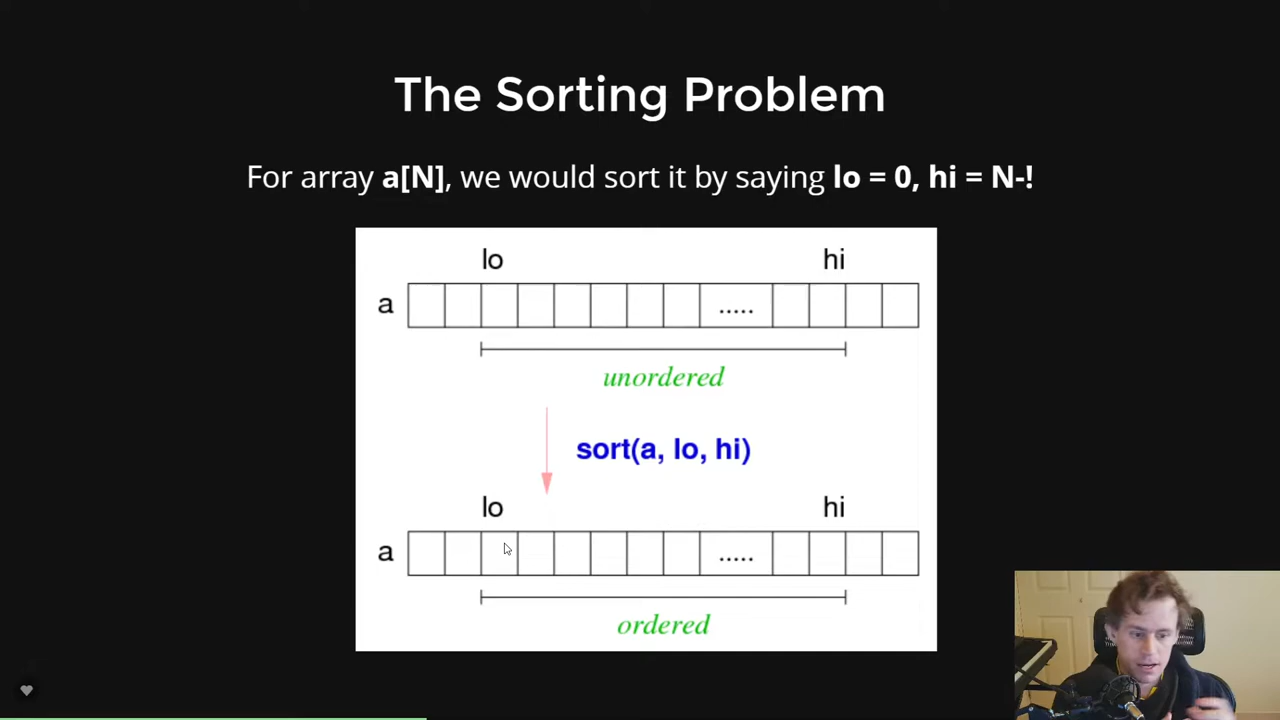 The Sorting Problem
For array a[N], we would sort it by saying lo = 0, hi = N-!
lo hi
a .....
unordered
sort(a, lo, hi)
lo hi
a .....
ordered